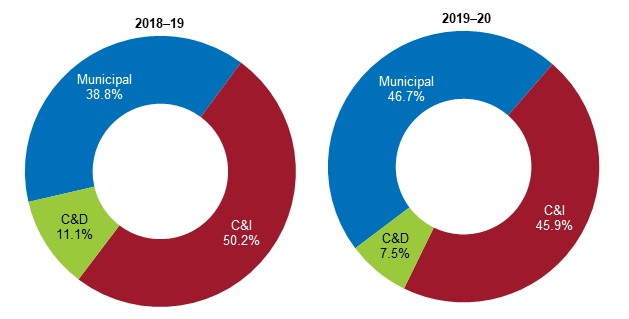 2018–19
Municipal
38.8%
C&D
11.1%
C&I
50.2%
2019–20
Municipal
46.7%
C&D
7.5%
C&I
45.9%